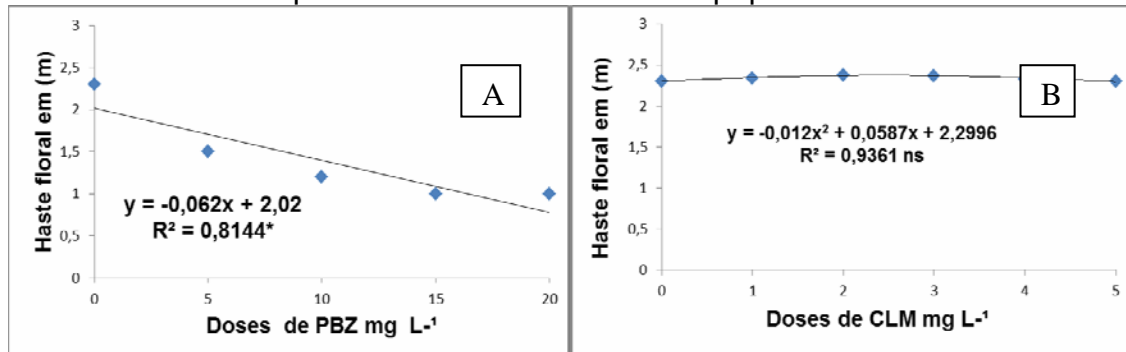 Haste floral em (m)
2,5
3
2
1,5
1
0,5
0
A
y = -0,062x + 2,02
R² = 0,8144*
0
5
10
15
20
Doses de PBZ mg L-¹
Haste floral em (m)
3
2,5
2
1,5
1
0,5
0
B
y = -0,012x² + 0,0587x + 2,2996
R² = 0,9361 ns
0
1
2
3
4
5
Doses de CLM mg L-¹